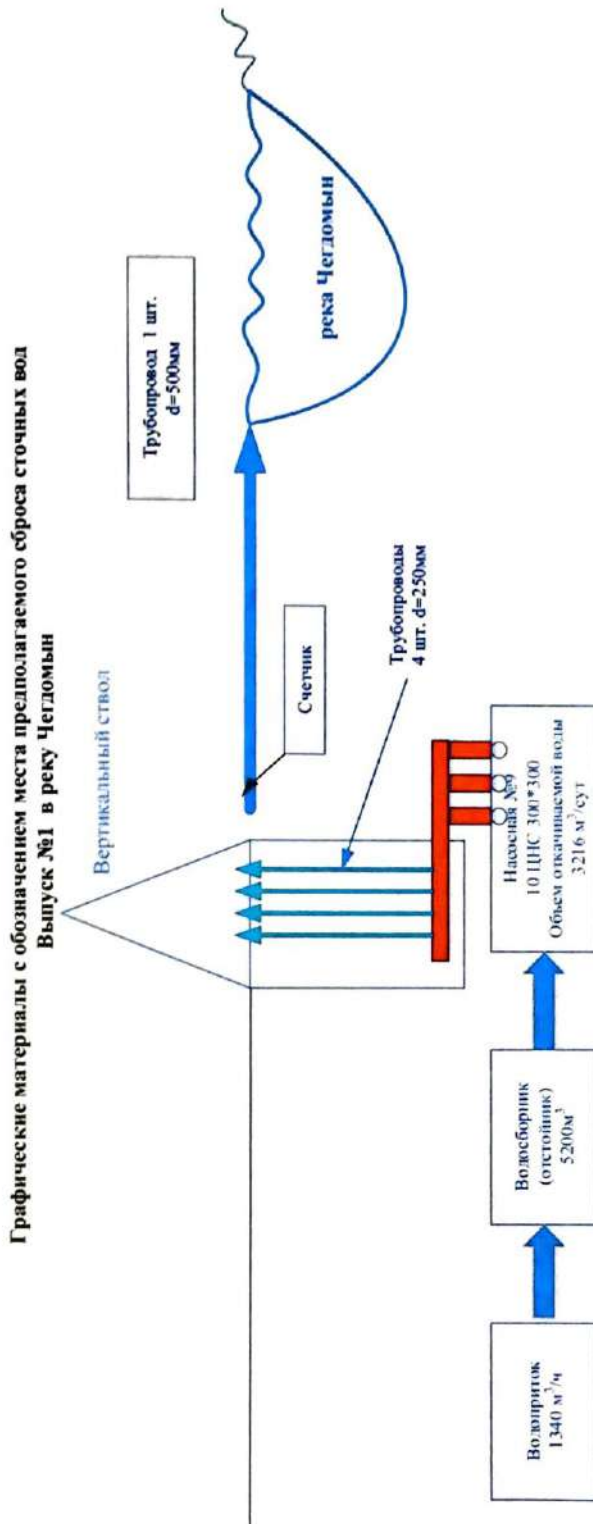 Графические материалы с обозначением места предполагаемого сброса сточных вод
Выпуск №1 в реку Чегдомын
Вертикальный ствол
Трубопровод 1 шт.
d=500мм
река Чегдомын
Счетчик
Трубопроводы
4 шт. d=250мм
Водоприток
1340 м³/ч
Водосборник
(отстойник)
5200м³
Насосная №9
10 ЦНС 300*300
Объем откачиваемой воды
3216 м³/сут